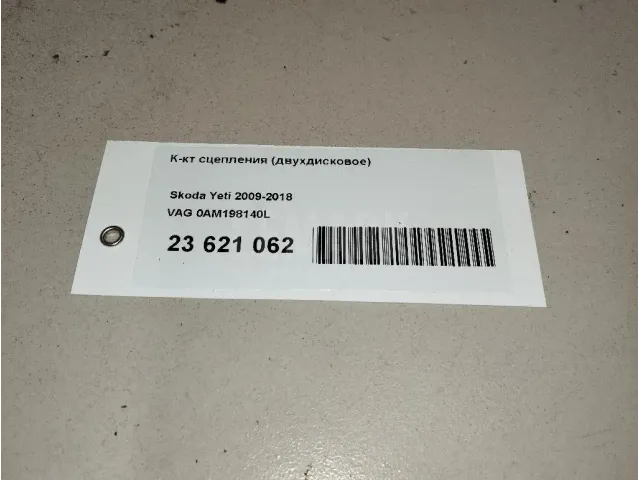 К-кт сцепления (двухдисковое)
Skoda Yeti 2009-2018
VAG 0AM198140L
23 621 062